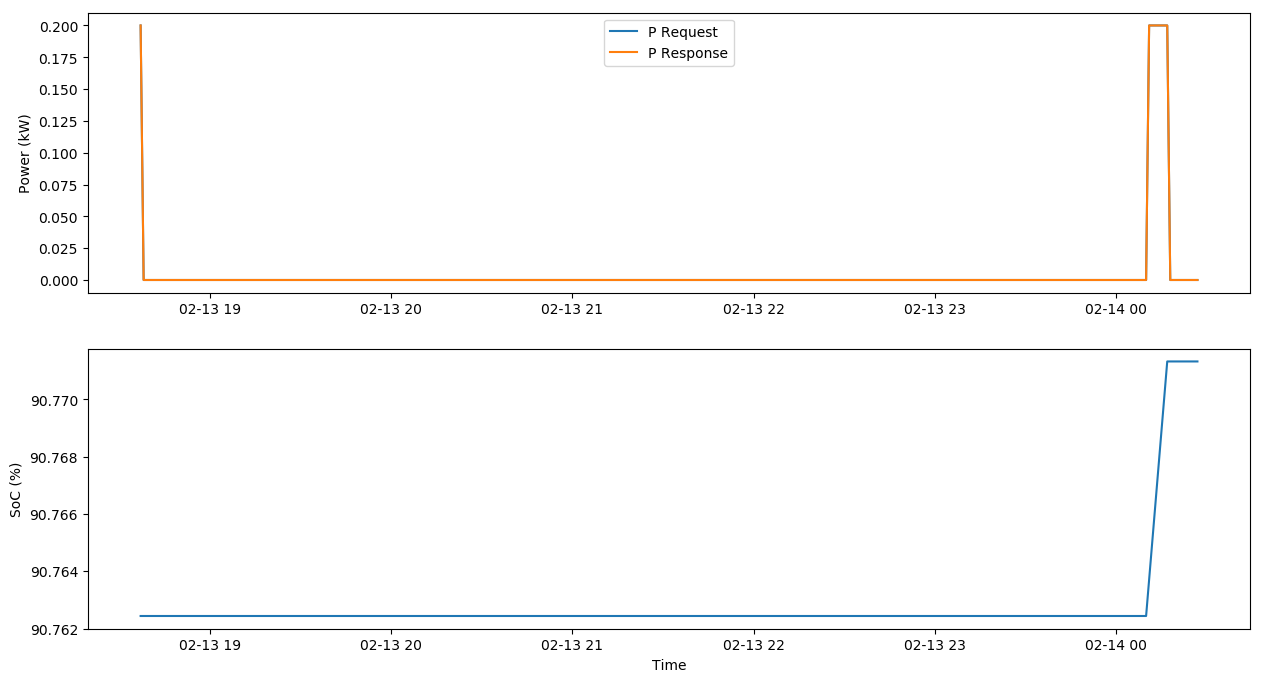 0.200
0.175
0.150
0.125
0.100
0.075
0.050
0.025
0.000
Power (kW)
P Request
P Response
02-13 19 02-13 20 02-13 21 02-13 22 02-13 23 02-14 00
90.770
90.768
90.766
90.764
90.762
SoC (%)
02-13 19 02-13 20 02-13 21 02-13 22 02-13 23 02-14 00
Time